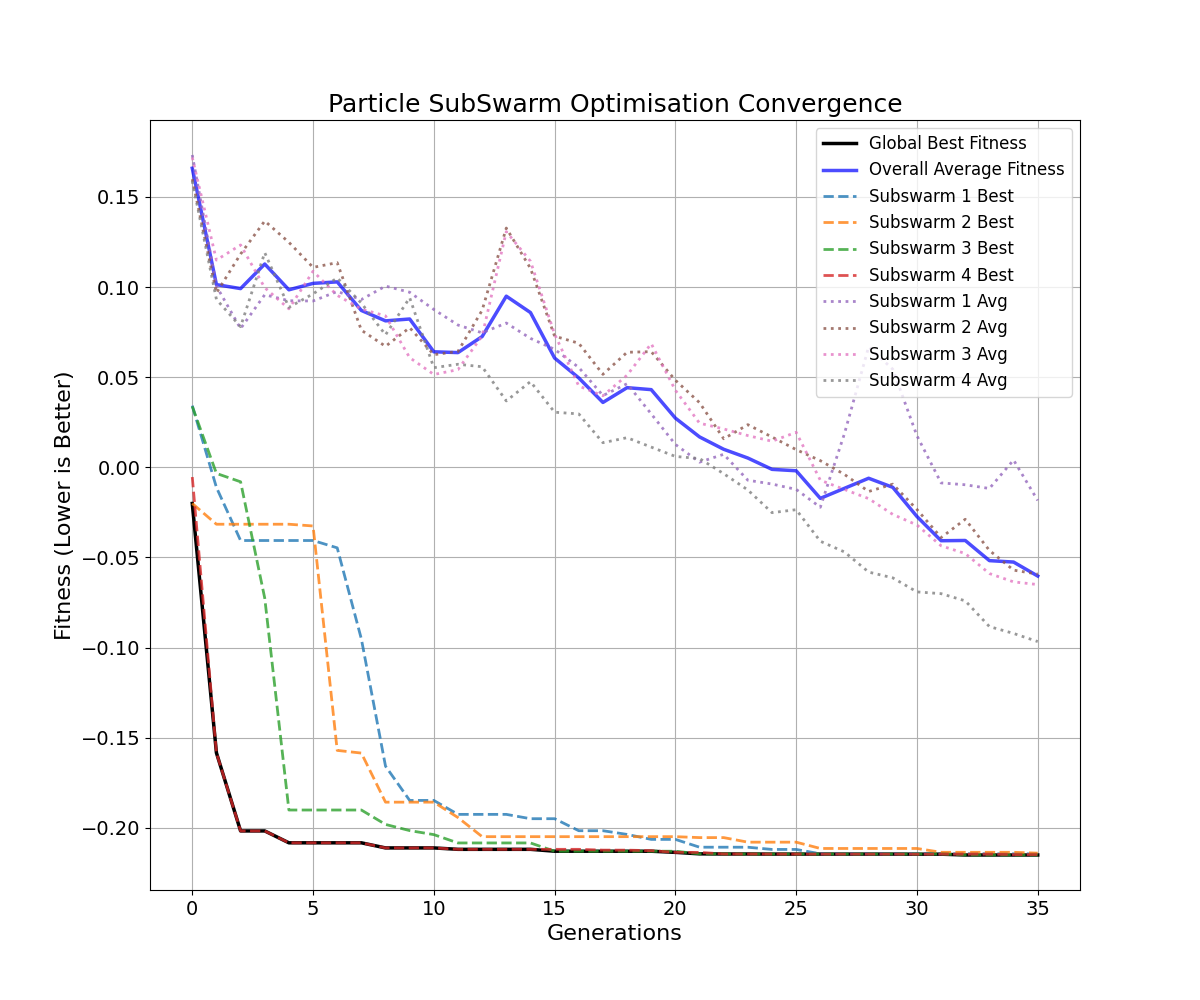 Particle SubSwarm Optimisation Convergence
Global Best Fitness
Overall Average Fitness
Subswarm 1 Best
Subswarm 2 Best
Subswarm 3 Best
Subswarm 4 Best
Subswarm 1 Avg
Subswarm 2 Avg
Subswarm 3 Avg
Subswarm 4 Avg
Fitness (Lower is Better)
0.15
0.10
0.05
0.00
−0.05
−0.10
−0.15
−0.20
0 5 10 15 20 25 30 35
Generations